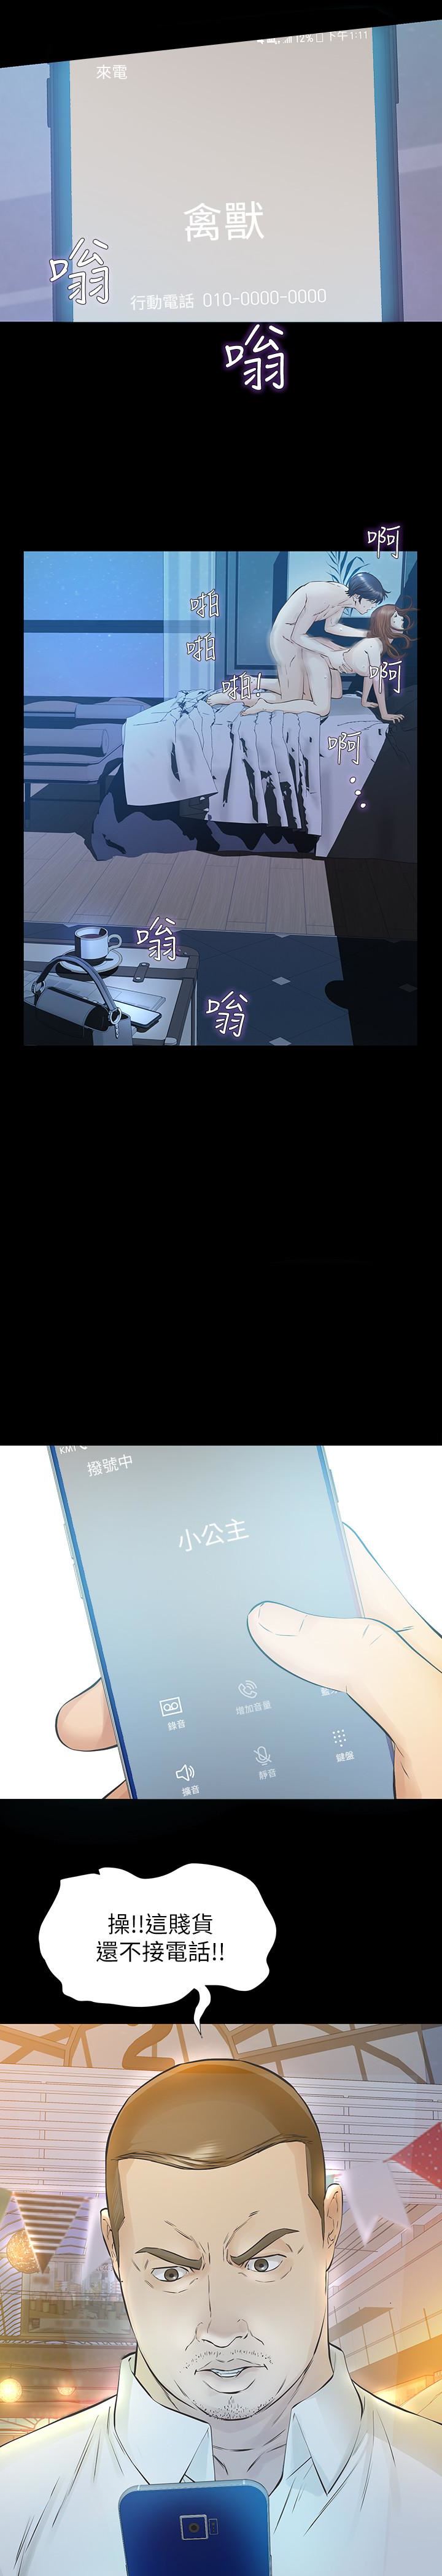 12% 下午 1:11
來電
禽獸
嗡
行動電話 010-0000-0000
嗡
啊
啪
啪
啪!
啊
啊
嗡
嗡
撥號中
小公主
錄音
增加音量
鍵盤
擴音
靜音
操!!這賤貨
還不接電話!!